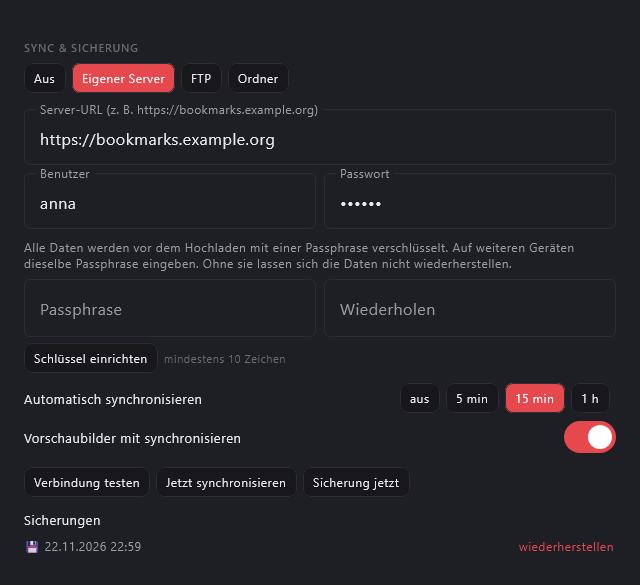 SYNC & SICHERUNG
Aus Eigener Server FTP Ordner
Server-URL (z. B. https://bookmarks.example.org)
https://bookmarks.example.org
Benutzer Passwort
anna ••••••
Alle Daten werden vor dem Hochladen mit einer Passphrase verschlüsselt. Auf weiteren Geräten
dieselbe Passphrase eingeben. Ohne sie lassen sich die Daten nicht wiederherstellen.
Passphrase Wiederholen
Schlüssel einrichten mindestens 10 Zeichen
Automatisch synchronisieren aus 5 min 15 min 1 h
Vorschaubilder mit synchronisieren
Verbindung testen Jetzt synchronisieren Sicherung jetzt
Sicherungen
22.11.2026 22:59 wiederherstellen